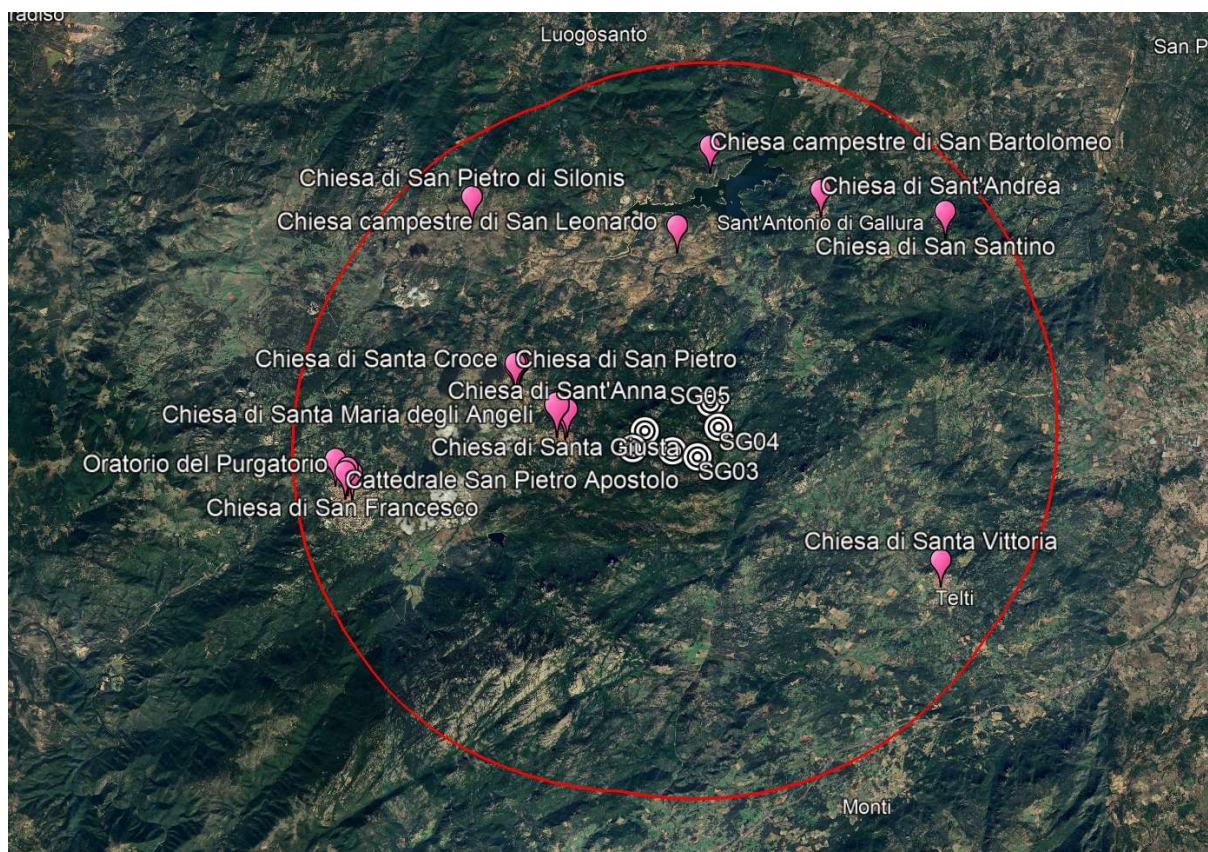 Luogosanto
San P
Chiesa campestre di San Bartolomeo
Chiesa di San Pietro di Silonis
Chiesa di Sant'Andrea
Chiesa campestre di San Leonardo
Sant'Antonio di Gallura
Chiesa di San Santino
Chiesa di Santa Croce
Chiesa di San Pietro
Chiesa di Sant'Anna
SG05
Chiesa di Santa Maria degli Angeli
Chiesa di Santa Giusta
SG04
Oratorio del Purgatorio
SG03
Cattedrale San Pietro Apostolo
Chiesa di San Francesco
Chiesa di Santa Vittoria
Telti
Monti